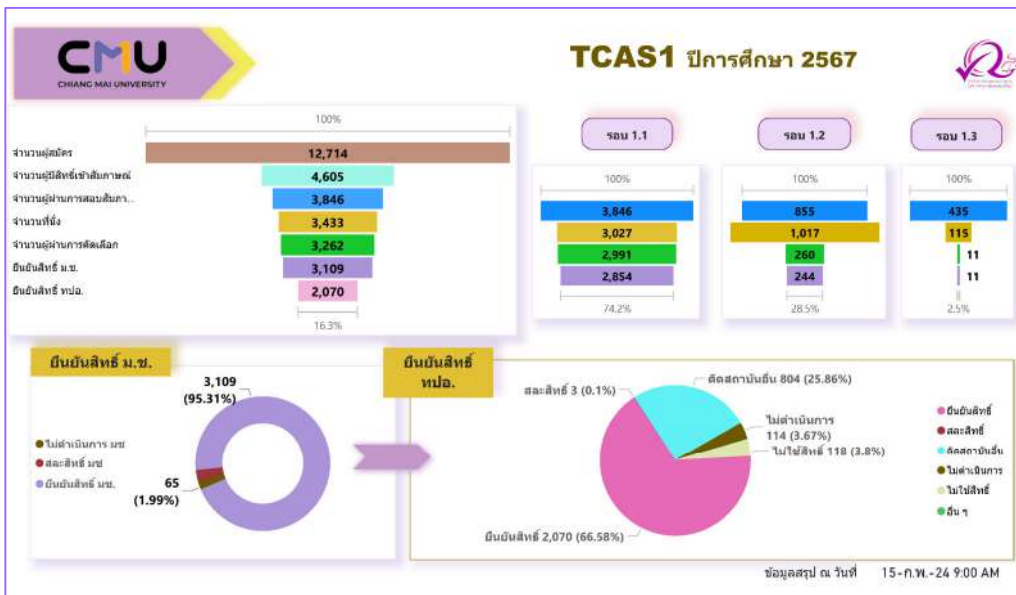 CMU
CHIANG MAI UNIVERSITY
TCAS1 ปีการศึกษา 2567
100%
จำนวนผู้สมัคร 12,714
จำนวนผู้มีสิทธิ์เข้าสัมภาษณ์ 4,605
จำนวนผู้ผ่านการสอบสัมภา... 3,846
จำนวนที่นั่ง 3,433
จำนวนผู้ผ่านการคัดเลือก 3,262
ยืนยันสิทธิ์ ม.ช. 3,109
ยืนยันสิทธิ์ ทปอ. 2,070
16.3%
รอบ 1.1
100%
3,846
3,027
2,991
2,854
74.2%
รอบ 1.2
100%
855
1,017
260
244
28.5%
รอบ 1.3
100%
435
115
11
11
2.5%
ยืนยันสิทธิ์ ม.ช.
3,109
(95.31%)
ไม่ดำเนินการ มช
สละสิทธิ์ มช
ยืนยันสิทธิ์ มช.
65
(1.99%)
ยืนยันสิทธิ์
ทปอ.
สละสิทธิ์ 3 (0.1%)
ติดสถาบันอื่น 804 (25.86%)
ไม่ดำเนินการ
114 (3.67%)
ไม่ใช้สิทธิ์ 118 (3.8%)
ยืนยันสิทธิ์ 2,070 (66.58%)
ยืนยันสิทธิ์
สละสิทธิ์
ติดสถาบันอื่น
ไม่ดำเนินการ
ไม่ใช้สิทธิ์
อื่น ๆ
ข้อมูลสรุป ณ วันที่ 15-ก.พ.-24 9:00 AM